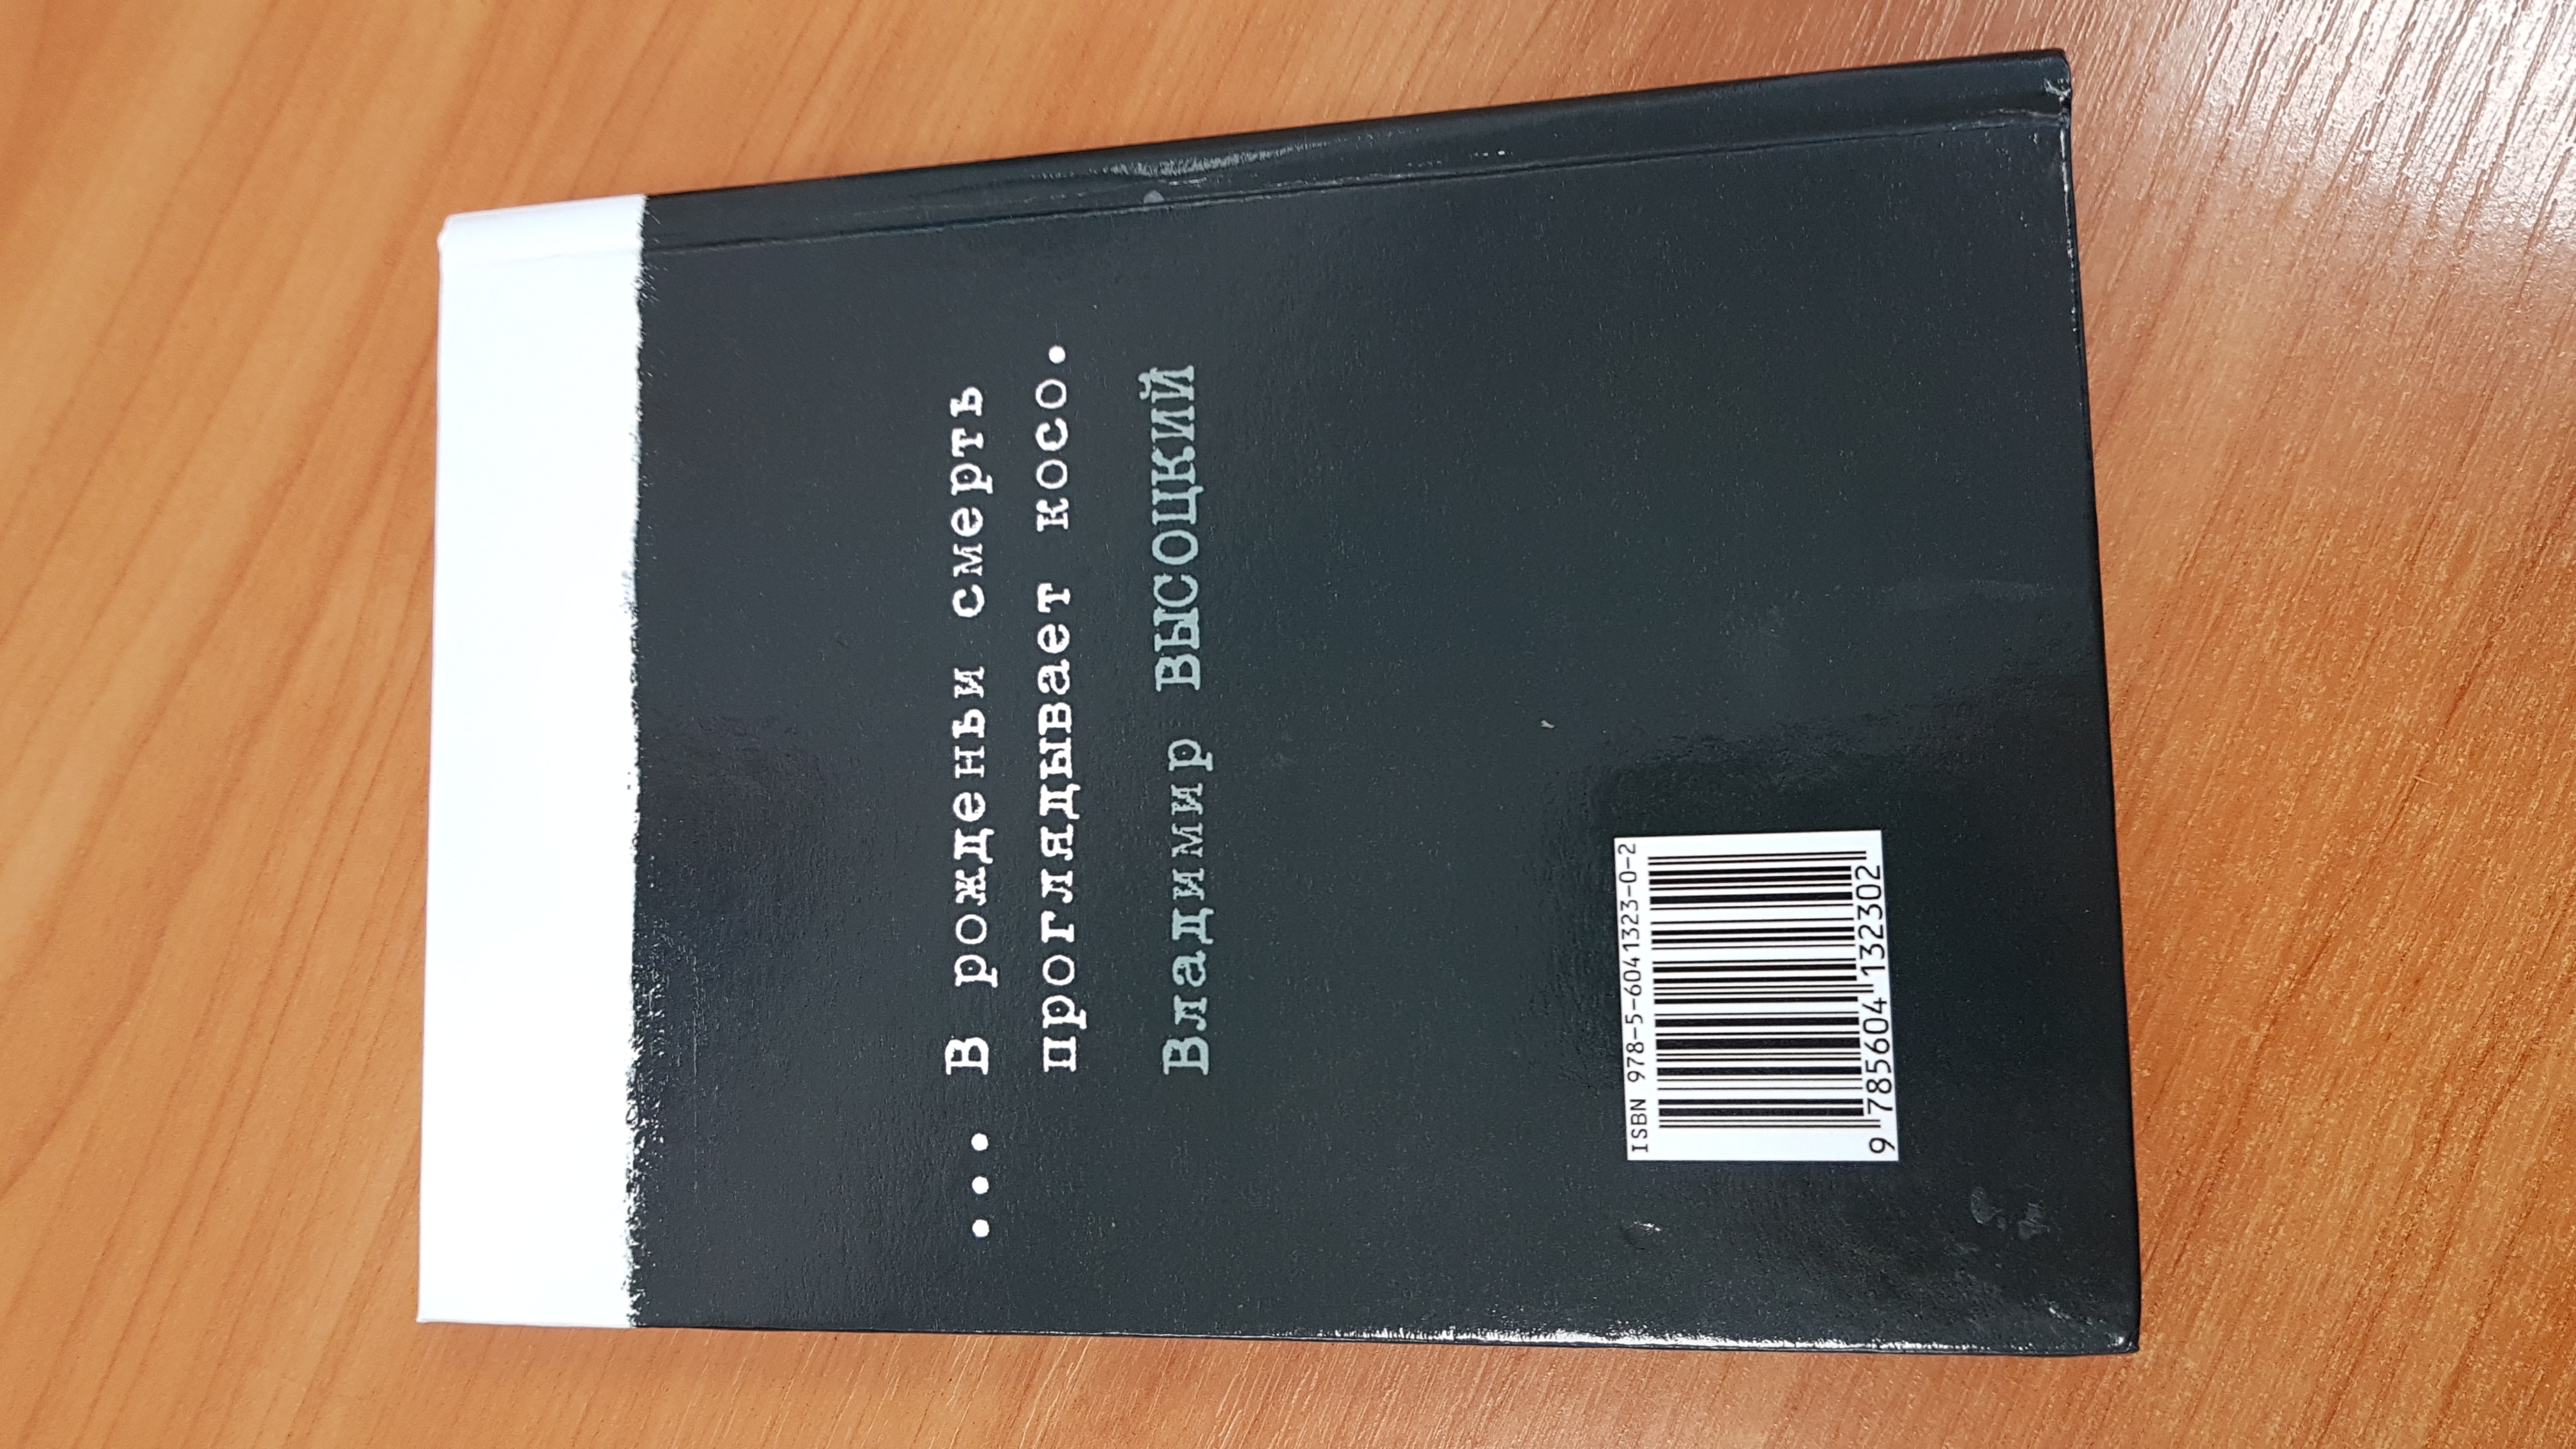 ... В рожденьи смерть
проглядывает косо.
Владимир ВЫСОЦКИЙ
ISBN 978-5-6041323-0-2
9 785604 132302